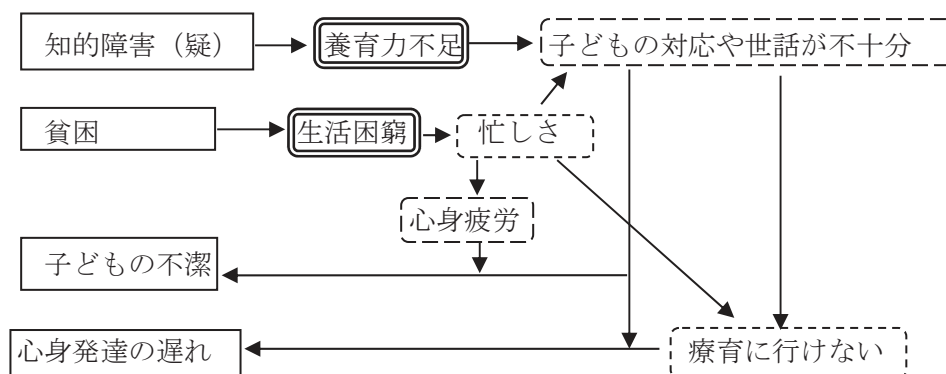 知的障害（疑）
養育力不足
子どもの対応や世話が不十分
貧困
生活困窮
忙しさ
心身疲労
子どもの不潔
心身発達の遅れ
療育に行けない